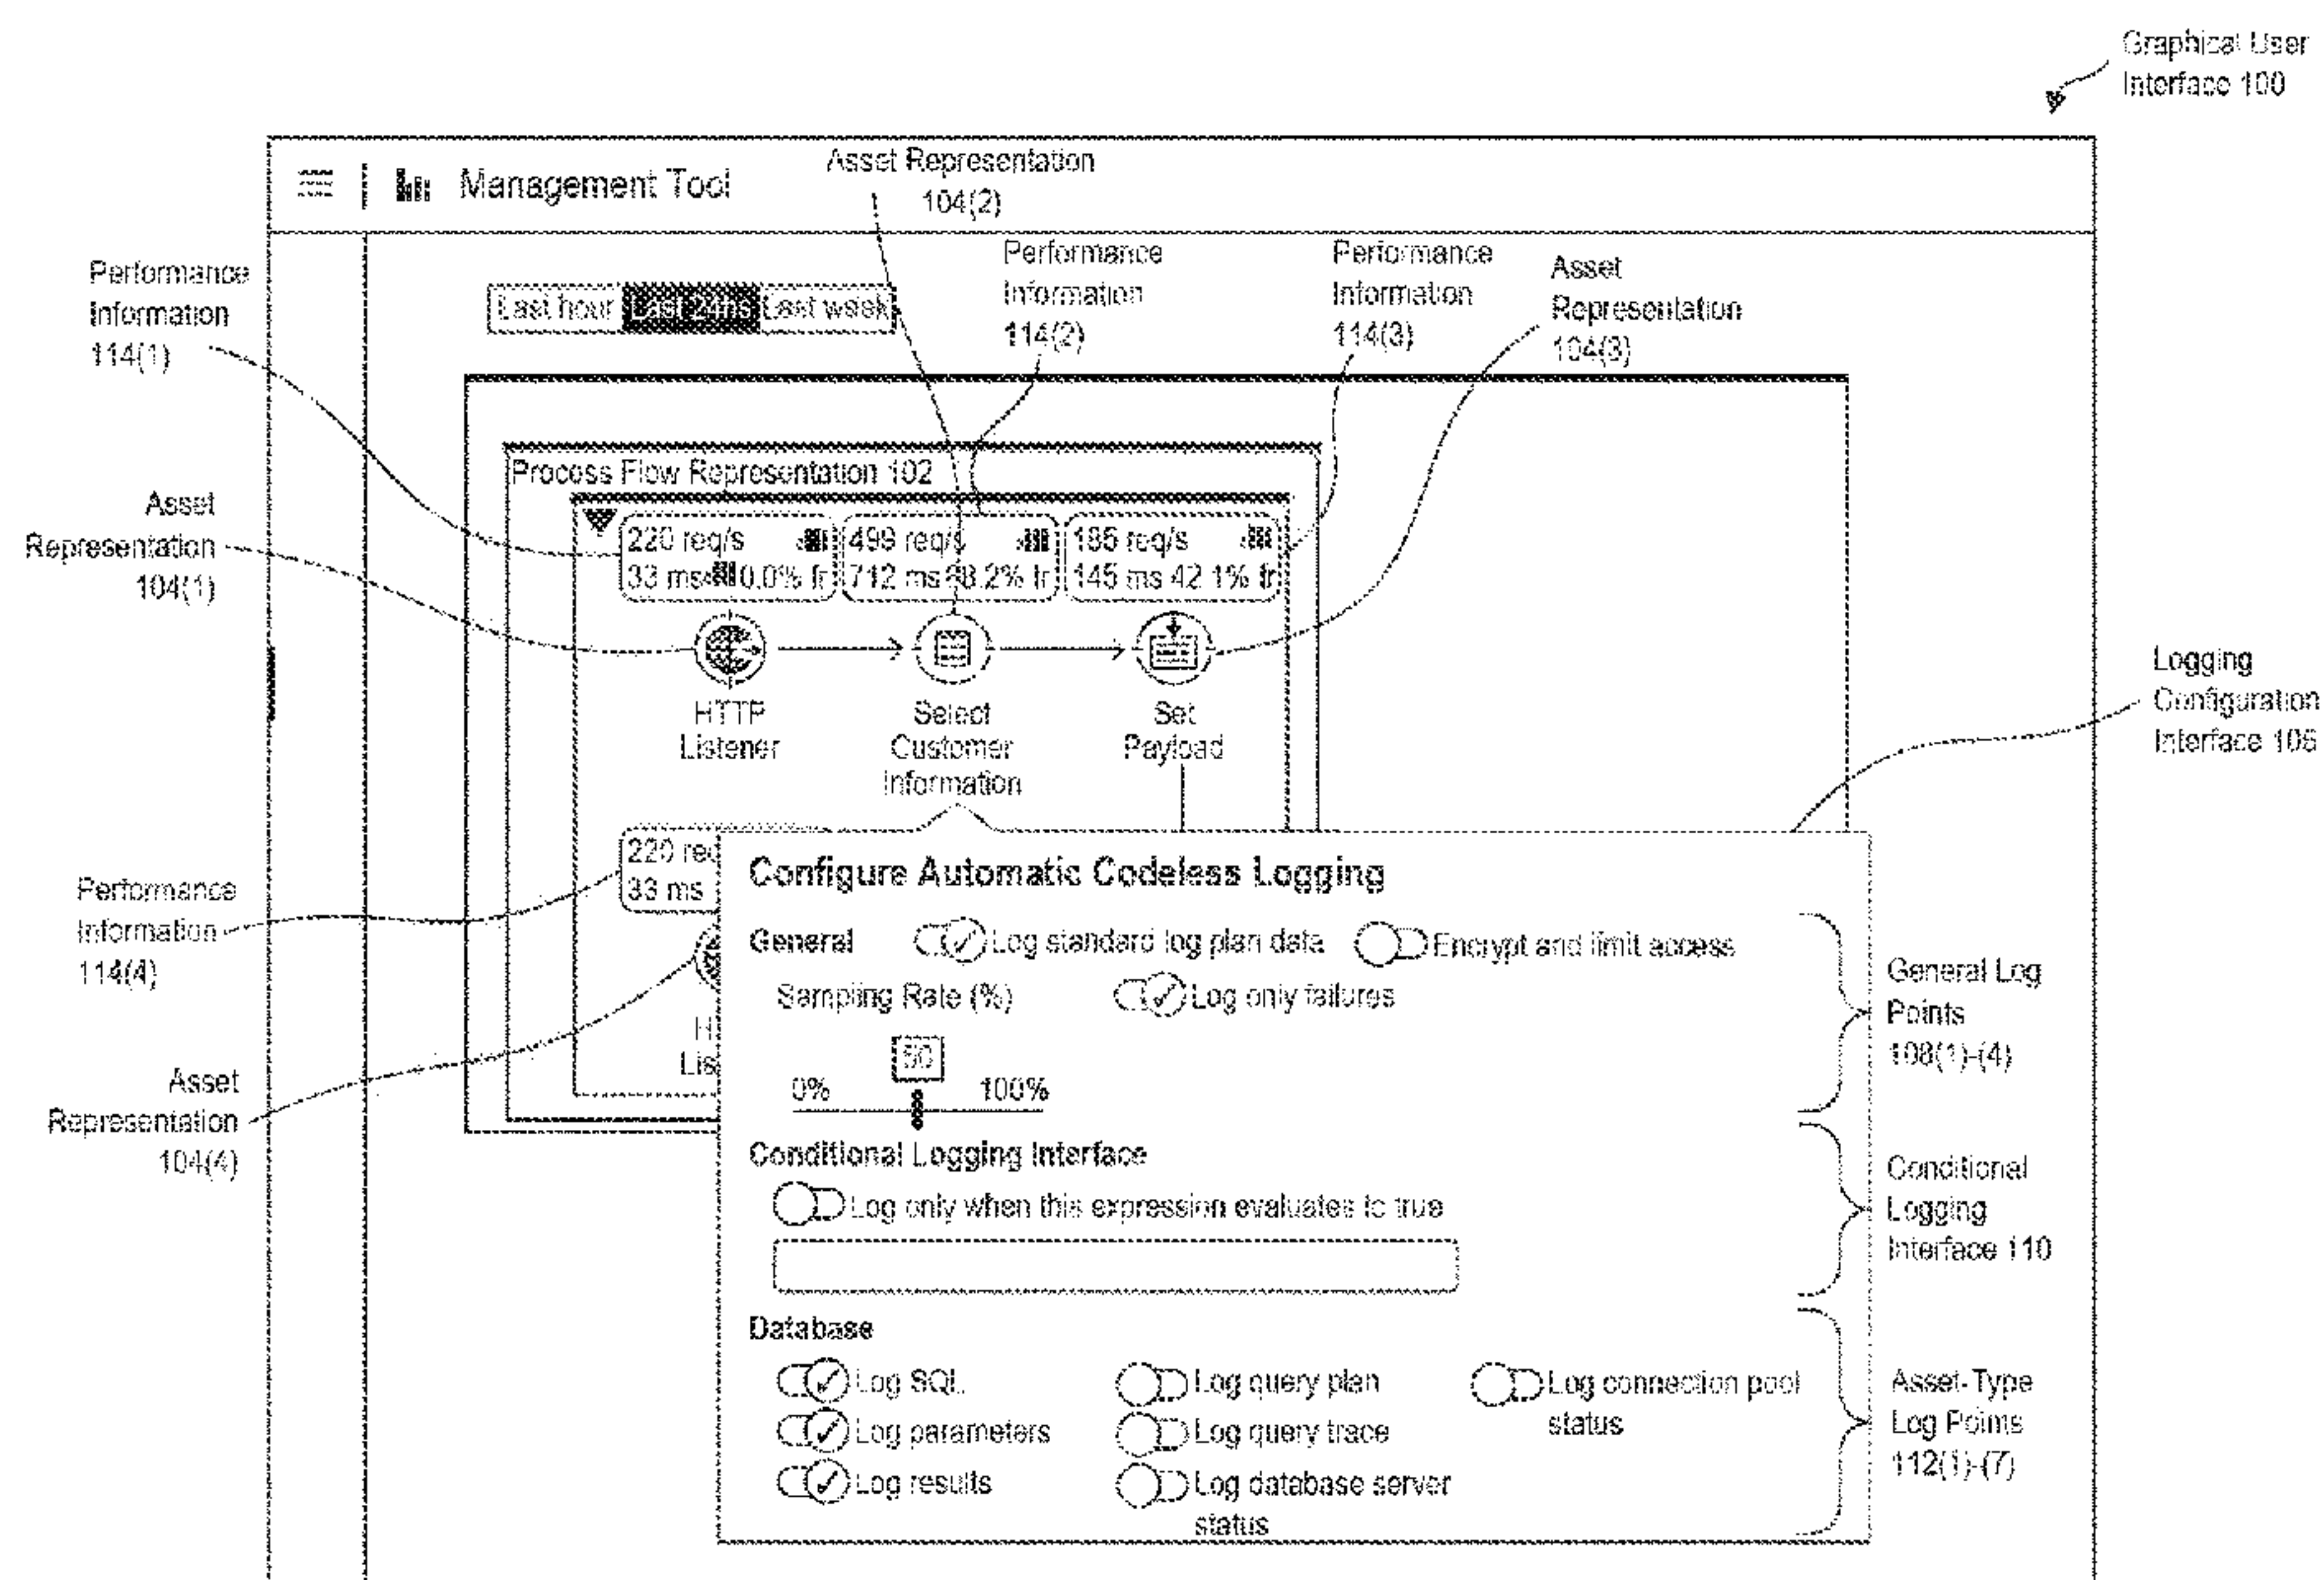 Graphical User
Interface 100
Management Tool
Asset Representation
104(2)
Performance
Information
114(1)
Last hour Last week
Performance
Information
114(2)
Performance
Information
114(3)
Asset
Representation
104(3)
Process Flow Representation 102
Asset
Representation
104(1)
220 req/s
33 ms 0.0% fr
499 req/s
712 ms 8.2% fr
185 req/s
145 ms 42.1% fr
HTTP
Listener
Select
Customer
Information
Set
Payload
Logging
Configuration
Interface 106
220 req
33 ms
Performance
Information
114(4)
H
Lis
Asset
Representation
104(4)
Configure Automatic Codeless Logging
General Log standard log plan data Encrypt and limit access
Sampling Rate (%) Log only failures
50
0% 100%
General Log
Points
108(1)-(4)
Conditional Logging Interface
Log only when this expression evaluates to true
Conditional
Logging
Interface 110
Database
Log SQL Log query plan Log connection pool
status
Log parameters Log query trace
Log results Log database server
status
Asset-Type
Log Points
112(1)-(7)